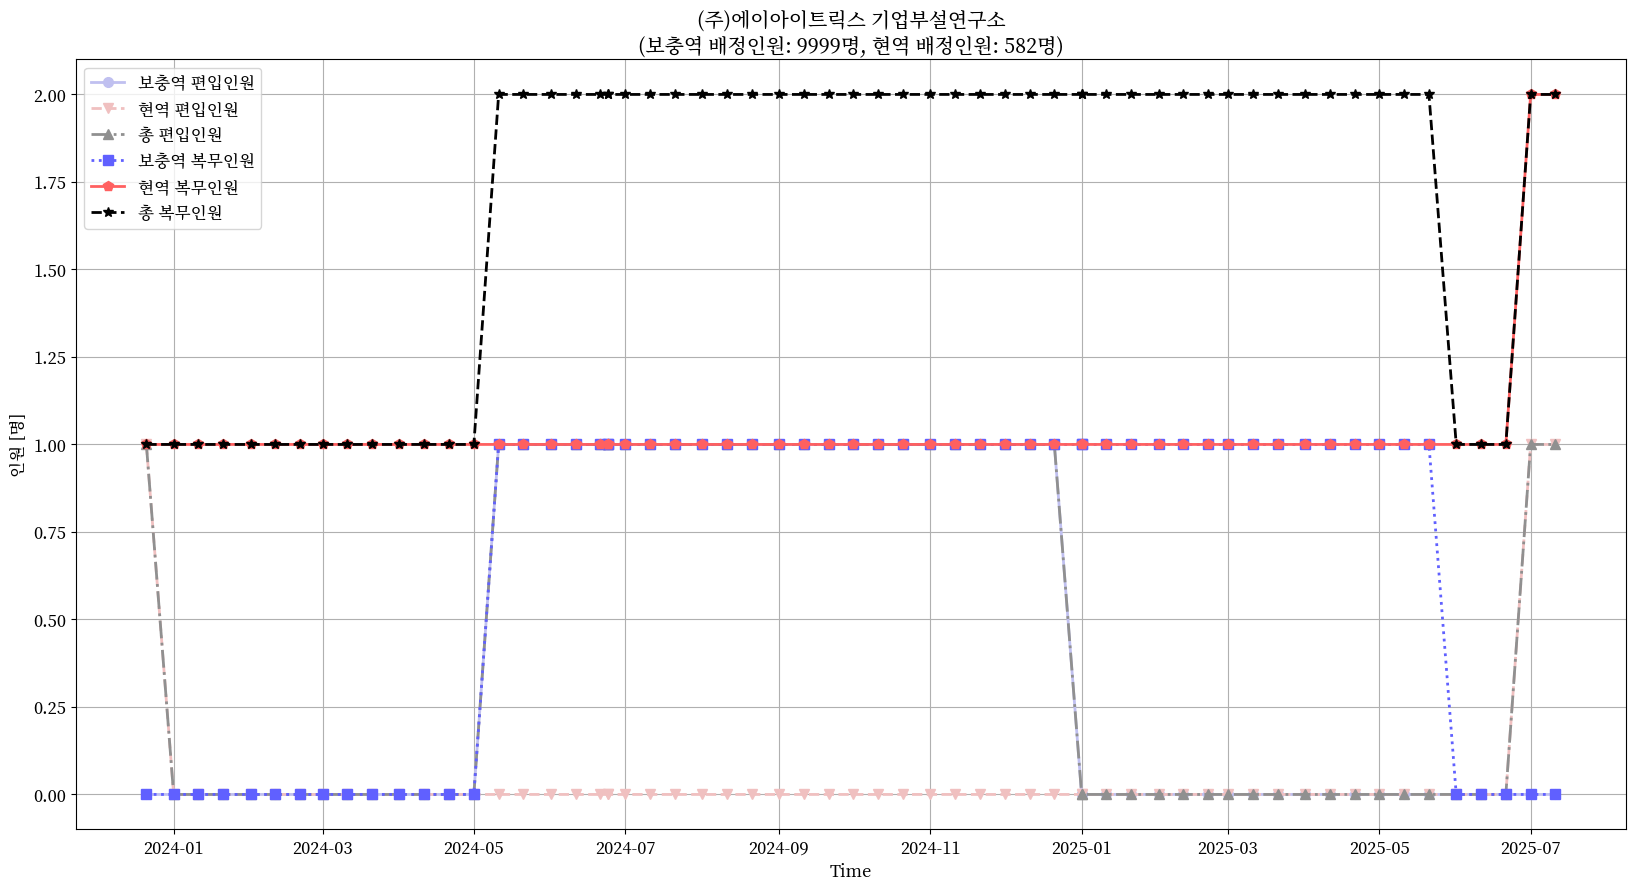 (주)에이아이트릭스 기업부설연구소
(보충역 배정인원: 9999명, 현역 배정인원: 582명)
보충역 편입인원
현역 편입인원
총 편입인원
보충역 복무인원
현역 복무인원
총 복무인원
2.00
1.75
1.50
1.25
1.00
0.75
0.50
0.25
0.00
인원 [명]
2024-01
2024-03
2024-05
2024-07
2024-09
2024-11
2025-01
2025-03
2025-05
2025-07
Time